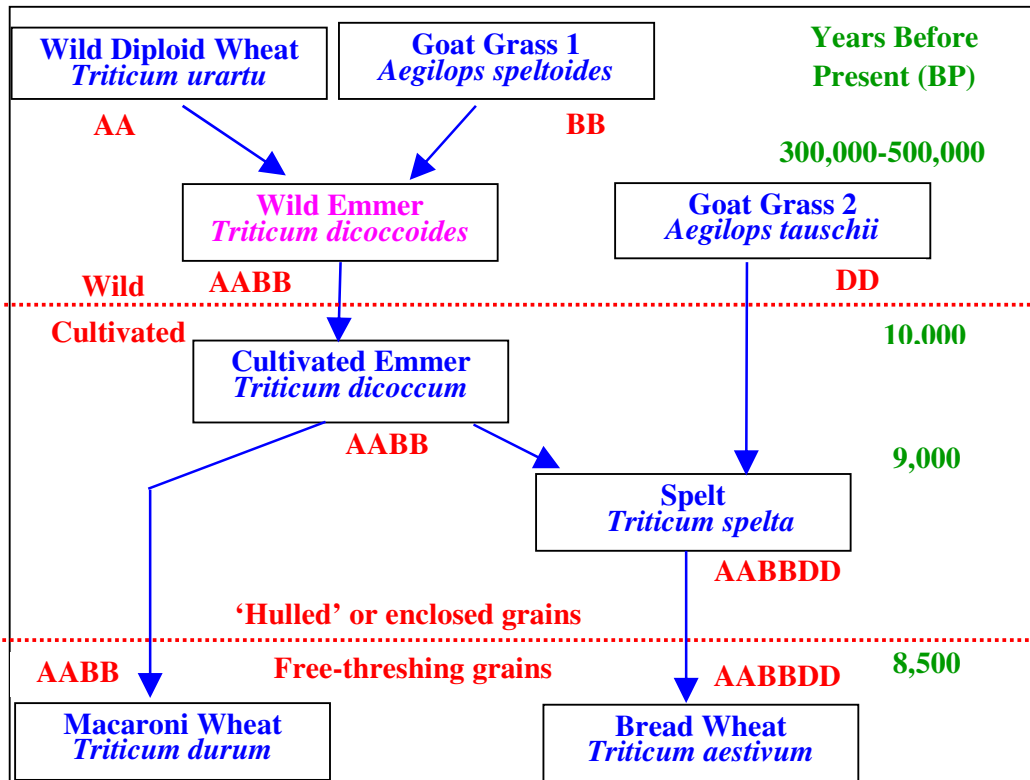 Wild Diploid Wheat
Triticum urartu
Goat Grass 1
Aegilops speltoides
Years Before
Present (BP)
AA
BB
300,000-500,000
Wild Emmer
Triticum dicoccoides
Goat Grass 2
Aegilops tauschii
Wild
AABB
DD
Cultivated
10,000
Cultivated Emmer
Triticum dicoccum
AABB
9,000
Spelt
Triticum spelta
AABBDD
‘Hulled’ or enclosed grains
AABB
Free-threshing grains
AABBDD
8,500
Macaroni Wheat
Triticum durum
Bread Wheat
Triticum aestivum